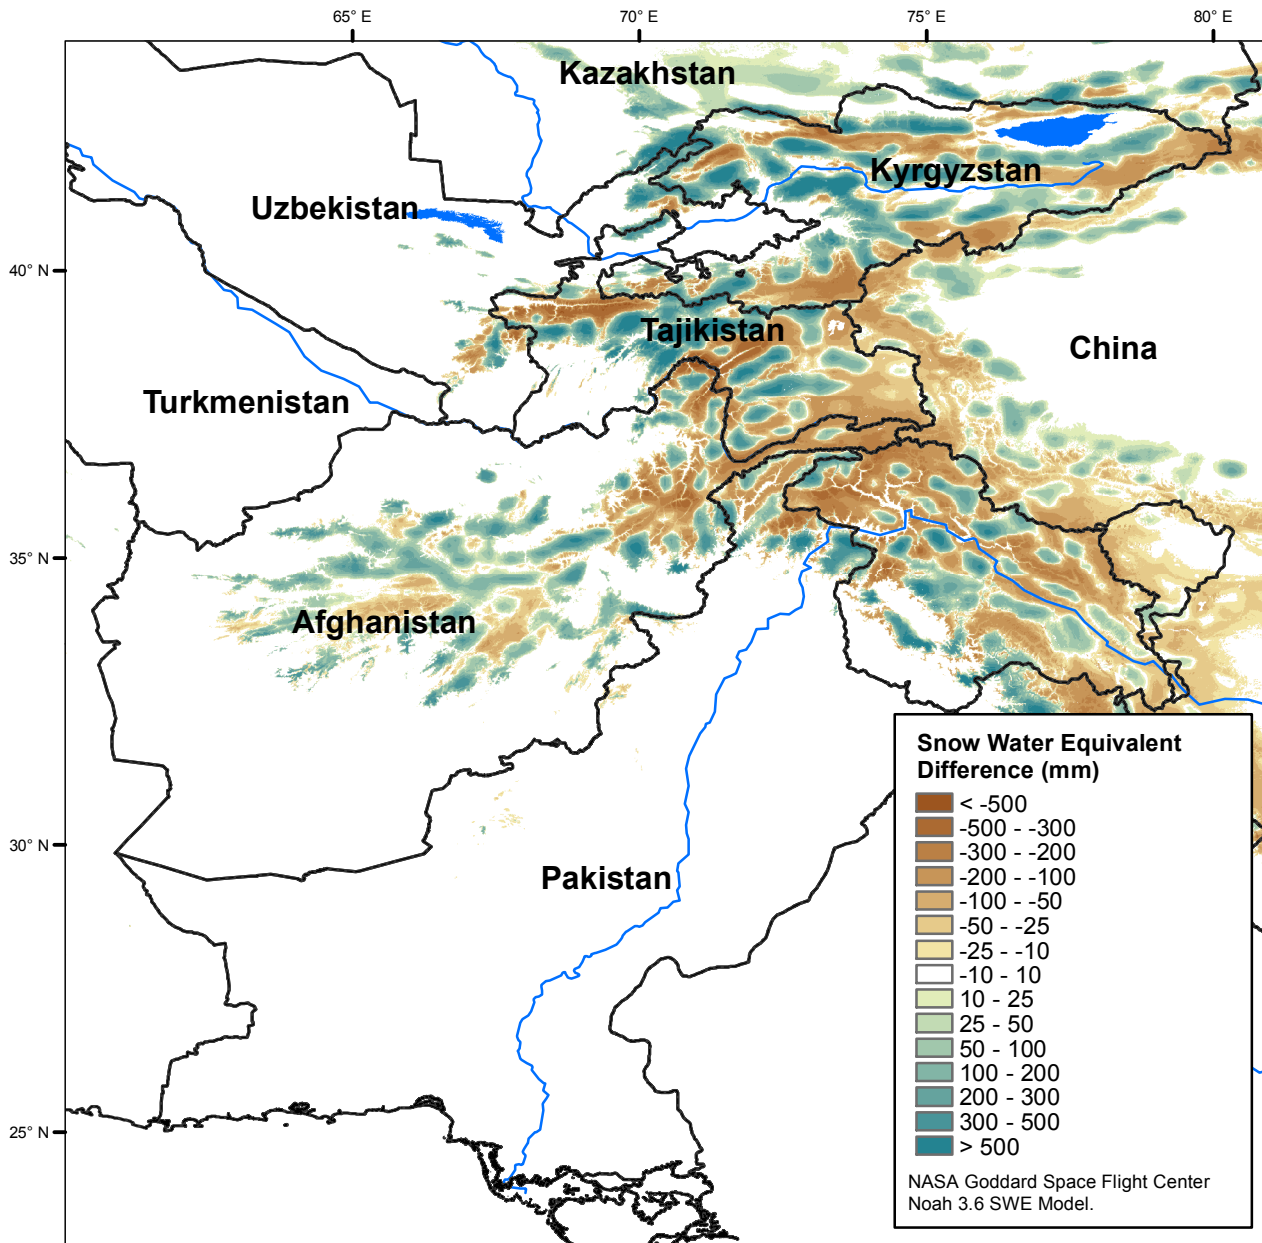 65° E
70° E
75° E
80° E
Kazakhstan
Kyrgyzstan
Uzbekistan
40° N
Tajikistan
China
Turkmenistan
35° N
Afghanistan
Snow Water Equivalent
Difference (mm)
< -500
-500 - -300
-300 - -200
-200 - -100
-100 - -50
-50 - -25
-25 - -10
-10 - 10
10 - 25
25 - 50
50 - 100
100 - 200
200 - 300
300 - 500
> 500
NASA Goddard Space Flight Center
Noah 3.6 SWE Model.
30° N
Pakistan
25° N